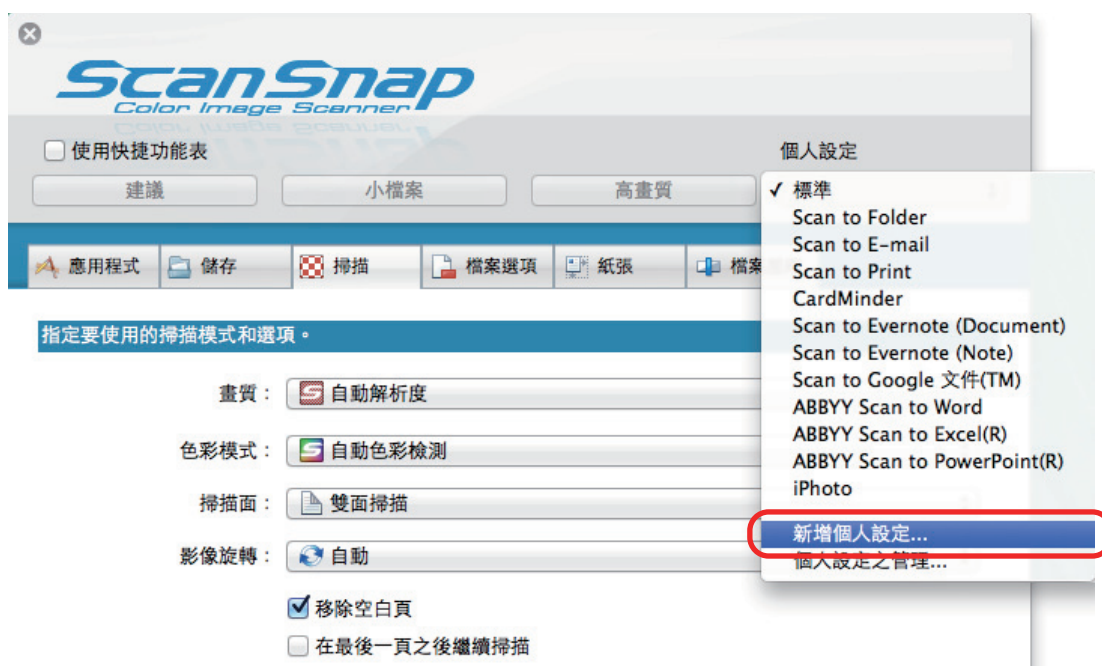 ScanSnap
Color Image Scanner
使用快捷功能表
個人設定
建議
小檔案
高畫質
✓ 標準
Scan to Folder
Scan to E-mail
Scan to Print
CardMinder
Scan to Evernote (Document)
Scan to Evernote (Note)
Scan to Google 文件(TM)
ABBYY Scan to Word
ABBYY Scan to Excel(R)
ABBYY Scan to PowerPoint(R)
iPhoto
新增個人設定...
個人設定之管理...
應用程式
儲存
掃描
檔案選項
紙張
檔案
指定要使用的掃描模式和選項。
畫質：
自動解析度
色彩模式：
自動色彩檢測
掃描面：
雙面掃描
影像旋轉：
自動
移除空白頁
在最後一頁之後繼續掃描